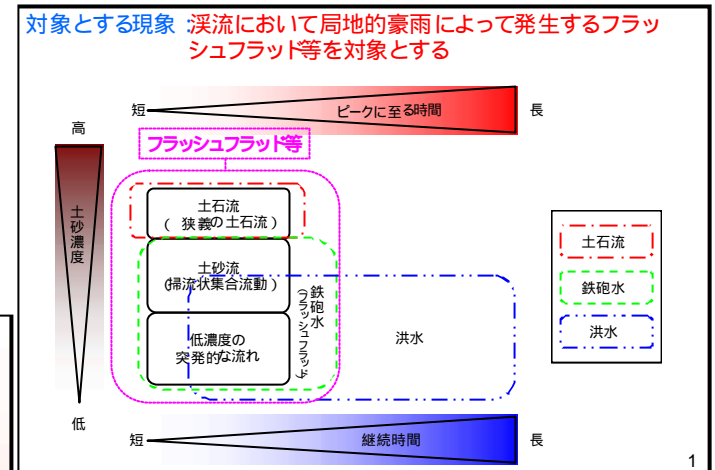 対象とする現象:渓流において局地的豪雨によって発生するフラッ
シュフラッド等を対象とする
短
ピークに至る時間
長
高
フラッシュフラッド等
土砂濃度
土石流
(狭義の土石流)
土砂流
(掃流状集合流動)
低濃度の
突発的な流れ
鉄砲水
(フラッシュフラッド)
洪水
土石流
鉄砲水
洪水
低
短
継続時間
長
1